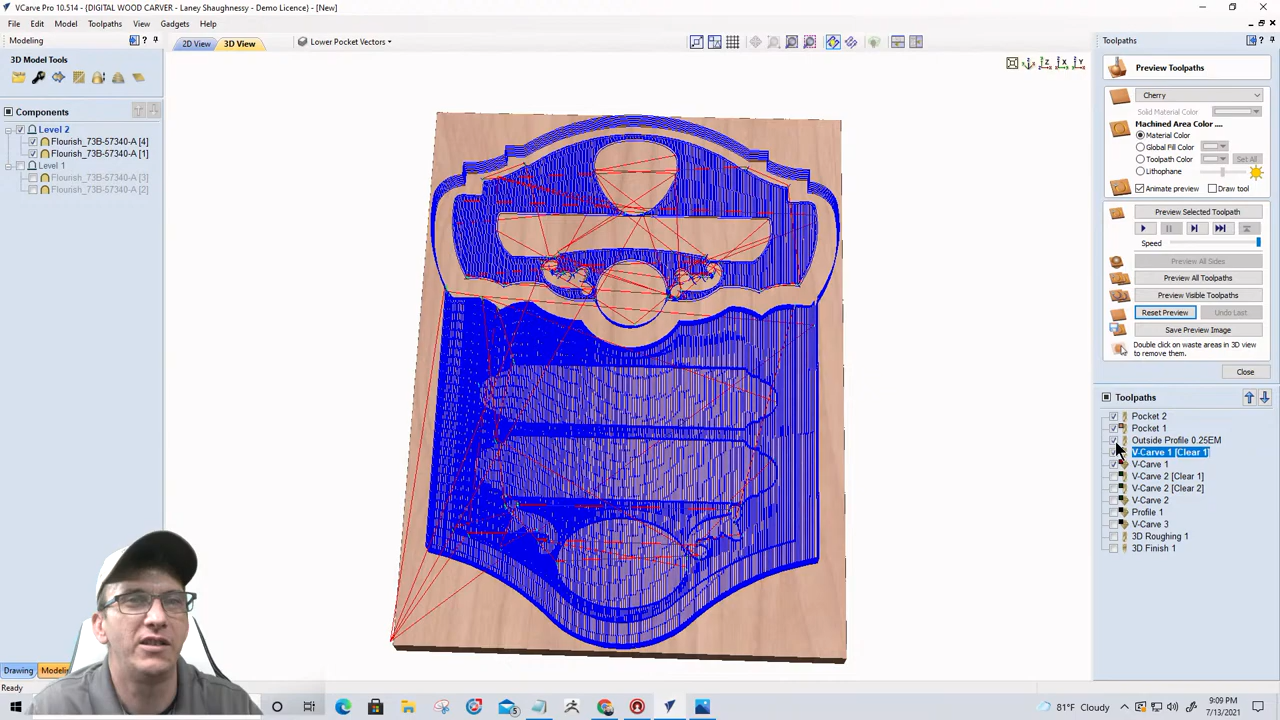 VCarve Pro 10.514 - {DIGITAL WOOD CARVER - Laney Shaughnessy - Demo Licence} - [New]
File Edit Model Toolpaths View Gadgets Help
Modeling
2D View 3D View Lower Pocket Vectors
Toolpaths
3D Model Tools
Preview Toolpaths
Components
Level 2
Flourish_73B-57340-A [4]
Flourish_73B-57340-A [1]
Level 1
Flourish_73B-57340-A [3]
Flourish_73B-57340-A [2]
Cherry
Solid Material Color
Machined Area Color ....
Material Color
Global Fill Color
Toolpath Color Set All
Lithophane
Animate preview Draw tool
Preview Selected Toolpath
Speed
Preview All Sides
Preview All Toolpaths
Preview Visible Toolpaths
Reset Preview Undo Last
Save Preview Image
Double click on waste areas in 3D view
to remove them.
Close
Toolpaths
Pocket 2
Pocket 1
Outside Profile 0.25EM
V-Carve 1 [Clear 1]
V-Carve 1
V-Carve 2 [Clear 1]
V-Carve 2 [Clear 2]
V-Carve 2
Profile 1
V-Carve 3
3D Roughing 1
3D Finish 1
Drawing Modeling
Ready
5
81°F Cloudy
9:09 PM
7/13/2021